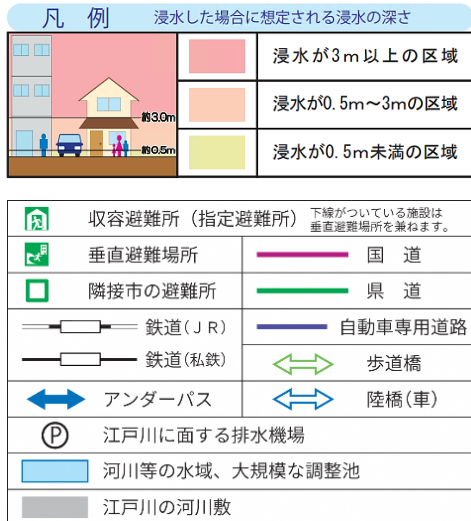 凡 例 浸水した場合に想定される浸水の深さ
約3.0m
約0.5m
浸水が3m以上の区域
浸水が0.5m～3mの区域
浸水が0.5m未満の区域
収容避難所（指定避難所） 下線がついている施設は
垂直避難場所を兼ねます。
垂直避難場所
国 道
隣接市の避難所
県 道
鉄道(ＪＲ)
自動車専用道路
鉄道(私鉄)
歩道橋
アンダーパス
陸橋(車)
P 江戸川に面する排水機場
河川等の水域、大規模な調整池
江戸川の河川敷